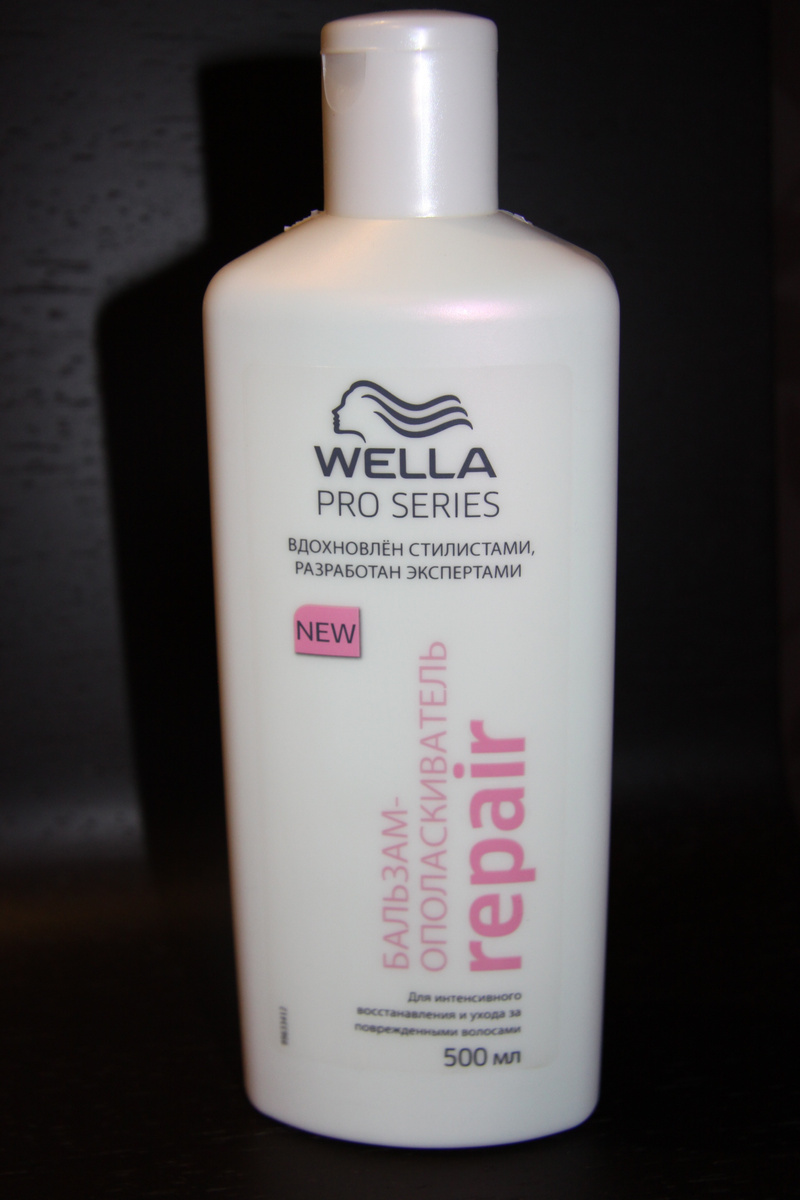 WELLA
PRO SERIES
ВДОХНОВЛЁН СТИЛИСТАМИ,
РАЗРАБОТАН ЭКСПЕРТАМИ
NEW
БАЛЬЗАМ-
ОПОЛАСКИВАТЕЛЬ
repair
Для интенсивного
восстанавления и ухода за
поврежденными волосами
500 мл